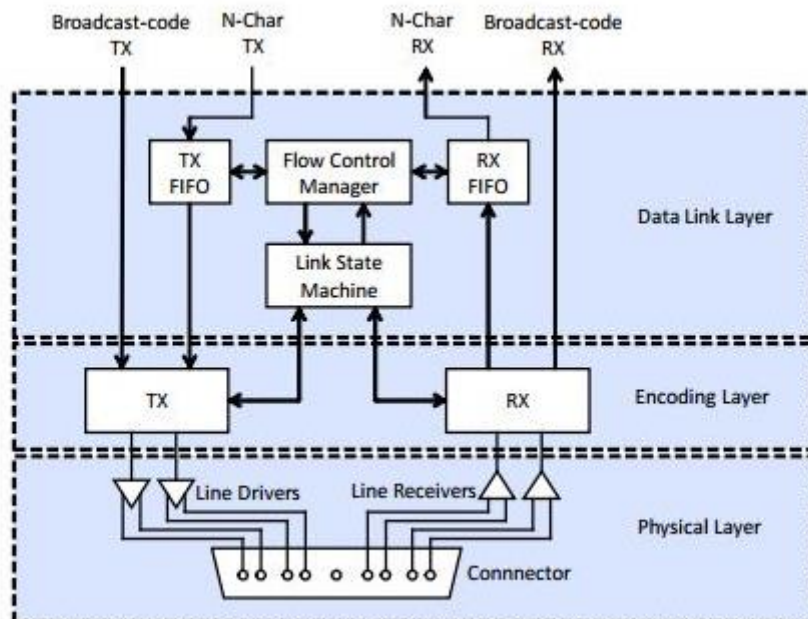 Broadcast-code
TX
N-Char
TX
N-Char
RX
Broadcast-code
RX
TX
FIFO
Flow Control
Manager
RX
FIFO
Data Link Layer
Link State
Machine
TX
RX
Encoding Layer
Line Drivers
Line Receivers
Physical Layer
Connnector